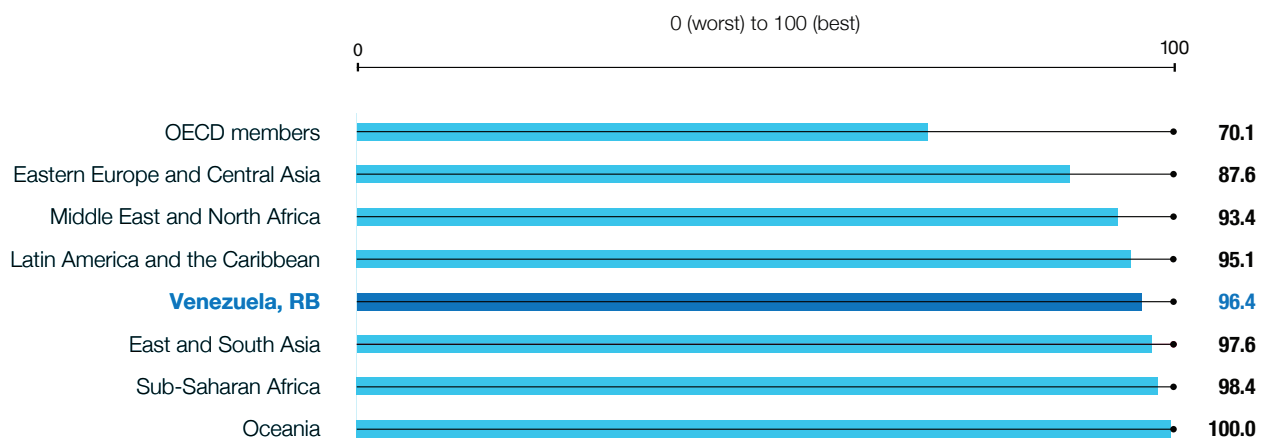 0 (worst) to 100 (best)
0 100
OECD members 70.1
Eastern Europe and Central Asia 87.6
Middle East and North Africa 93.4
Latin America and the Caribbean 95.1
Venezuela, RB 96.4
East and South Asia 97.6
Sub-Saharan Africa 98.4
Oceania 100.0